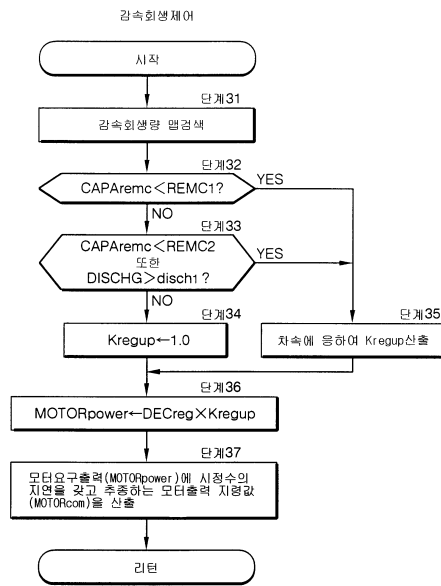 감속회생제어
시작
단계31
감속회생량 맵검색
단계32
CAPAremc<REMC1?
YES
NO
단계33
CAPAremc<REMC2
또한
DISCHG>disch1?
YES
NO
단계34
Kregup←1.0
단계35
차속에 응하여 Kregup산출
단계36
MOTORpower←DECreg×Kregup
단계37
모터요구출력(MOTORpower)에 시정수의
지연을 갖고 추종하는 모터출력 지령값
(MOTORcom)을 산출
리턴